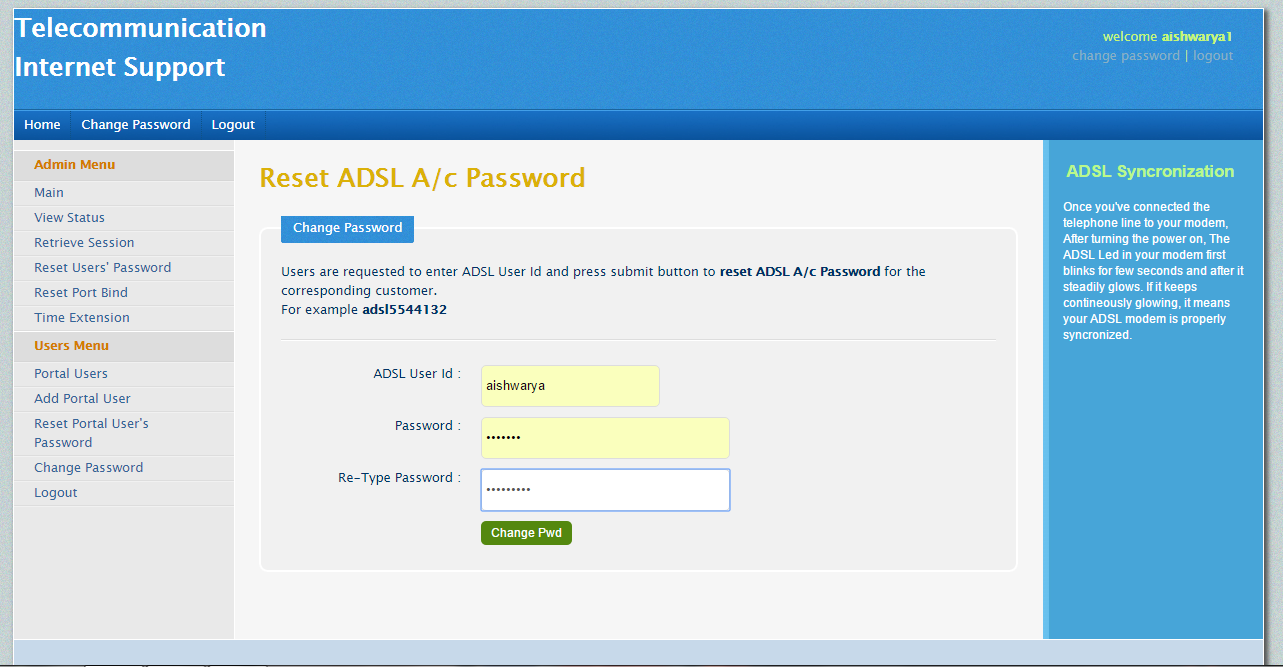 Telecommunication
Internet Support
welcome aishwarya1
change password | logout
Home Change Password Logout
Admin Menu
Main
View Status
Retrieve Session
Reset Users' Password
Reset Port Bind
Time Extension
Users Menu
Portal Users
Add Portal User
Reset Portal User's
Password
Change Password
Logout
Reset ADSL A/c Password
Change Password
Users are requested to enter ADSL User Id and press submit button to reset ADSL A/c Password for the
corresponding customer.
For example adsl5544132
ADSL User Id :
aishwarya
Password :
•••••••
Re-Type Password :
•••••••••
Change Pwd
ADSL Syncronization
Once you've connected the
telephone line to your modem,
After turning the power on, The
ADSL Led in your modem first
blinks for few seconds and after it
steadily glows. If it keeps
contineously glowing, it means
your ADSL modem is properly
syncronized.